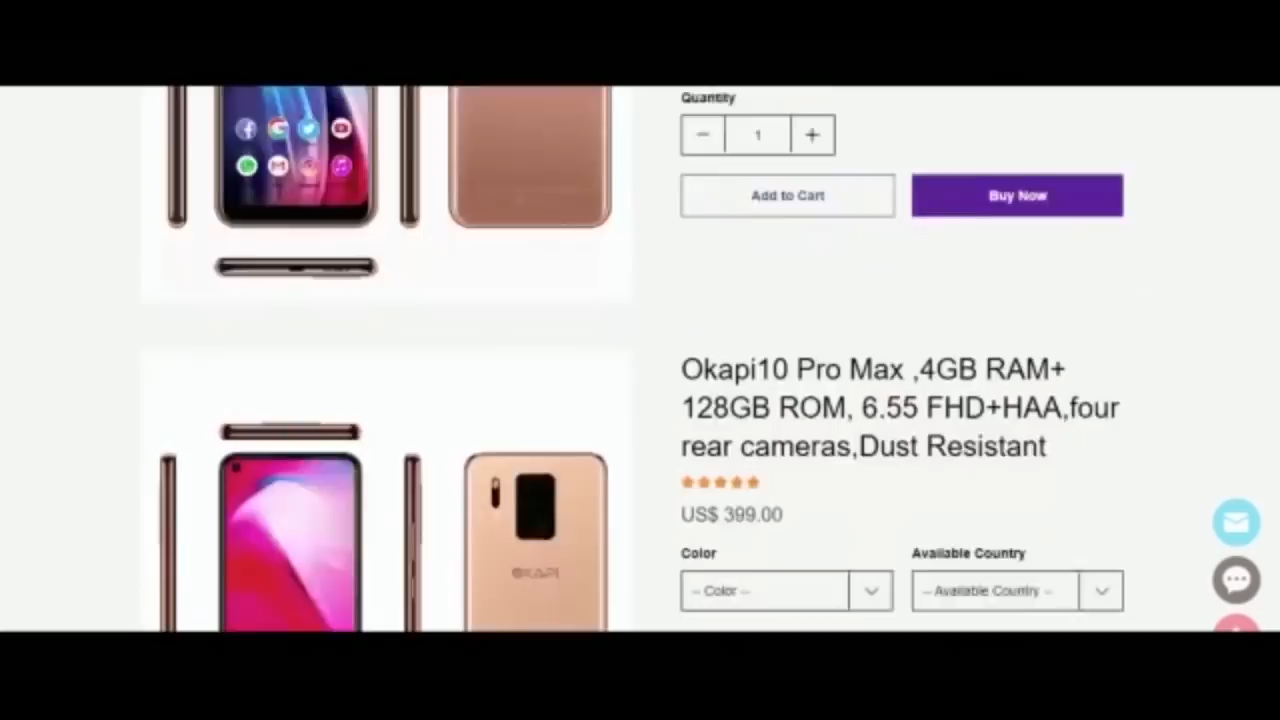 Quantity
1
Add to Cart
Buy Now
Okapi10 Pro Max ,4GB RAM+
128GB ROM, 6.55 FHD+HAA,four
rear cameras,Dust Resistant
US$ 399.00
Color
Available Country
-- Color --
-- Available Country --
OKAPI